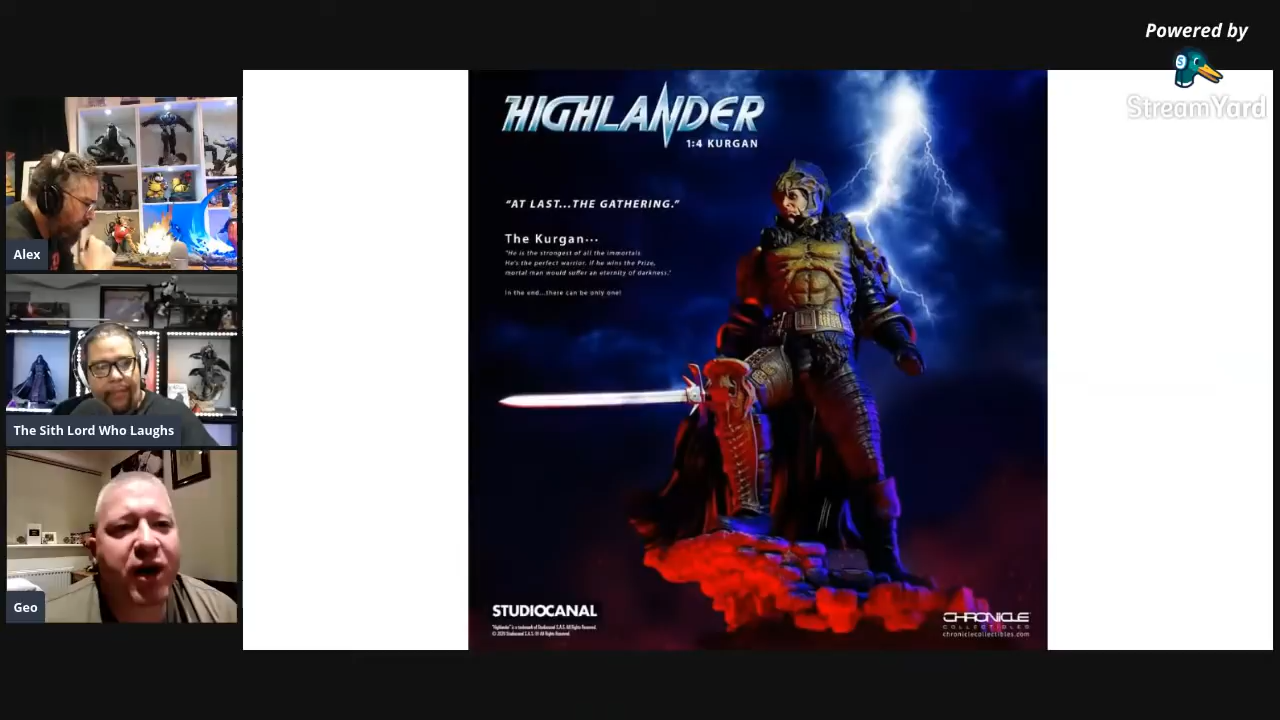 Powered by
StreamYard
HIGHLANDER
1:4 KURGAN
"AT LAST...THE GATHERING."
The Kurgan...
"He is the strongest of all the immortals.
He's the perfect warrior. If he wins the Prize,
mortal man would suffer an eternity of darkness."
In the end...there can be only one!
Alex
The Sith Lord Who Laughs
Geo
STUDIOCANAL
CHRONICLE
COLLECTIBLES
chroniclecollectibles.com